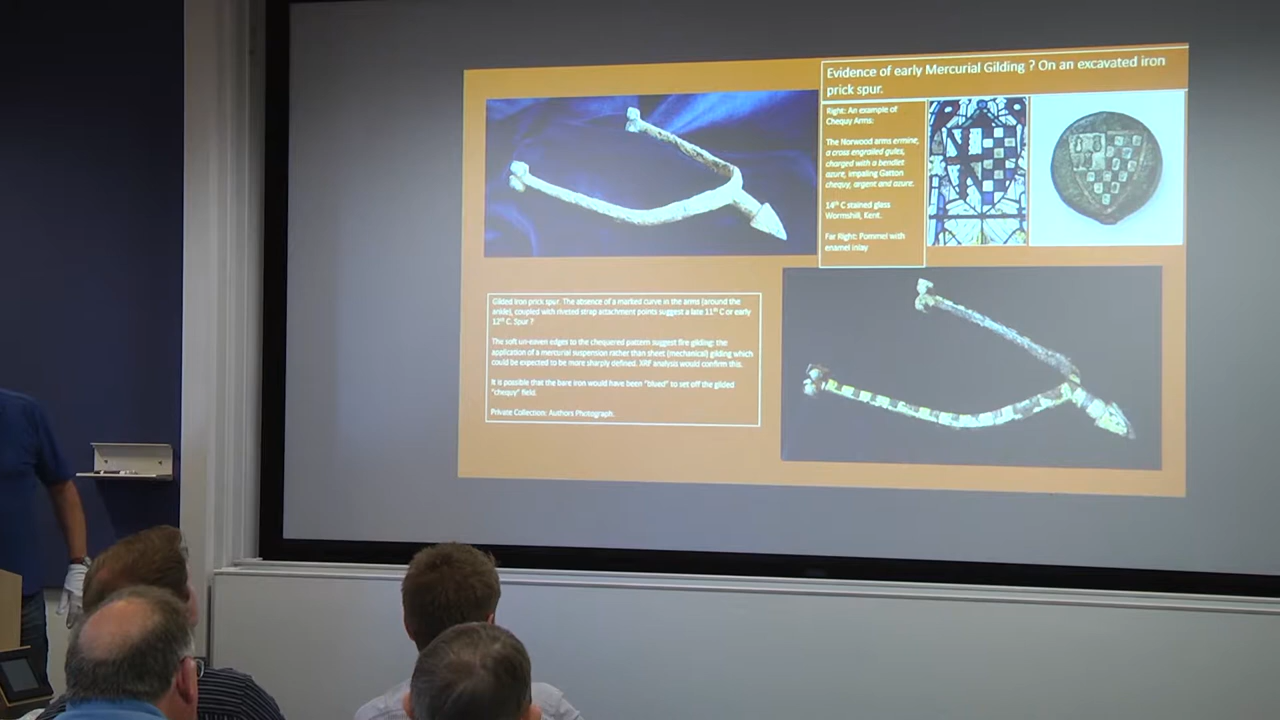 Evidence of early Mercurial Gilding ? On an excavated iron
prick spur.
Right: An example of
Chequy Arms:
The Norwood arms ermine,
a cross engrailed gules,
charged with a bendlet
azure, impaling Gatton
chequy, argent and azure.
14th C stained glass
Wormshill, Kent.
Far Right: Pommel with
enamel inlay
Gilded iron prick spur. The absence of a marked curve in the arms (around the
ankle), coupled with riveted strap attachment points suggest a late 11th C or early
12th C. Spur ?
The soft un-even edges to the chequered pattern suggest fire gilding: the
application of a mercurial suspension rather than sheet (mechanical) gilding which
could be expected to be more sharply defined. XRF analysis would confirm this.
It is possible that the bare iron would have been "blued" to set off the gilded
"chequy" field.
Private Collection: Authors Photograph.